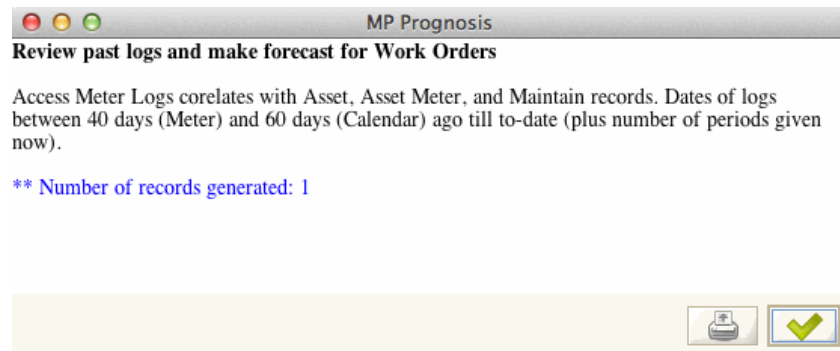 MP Prognosis
Review past logs and make forecast for Work Orders
Access Meter Logs corelates with Asset, Asset Meter, and Maintain records. Dates of logs
between 40 days (Meter) and 60 days (Calendar) ago till to-date (plus number of periods given
now).
** Number of records generated: 1